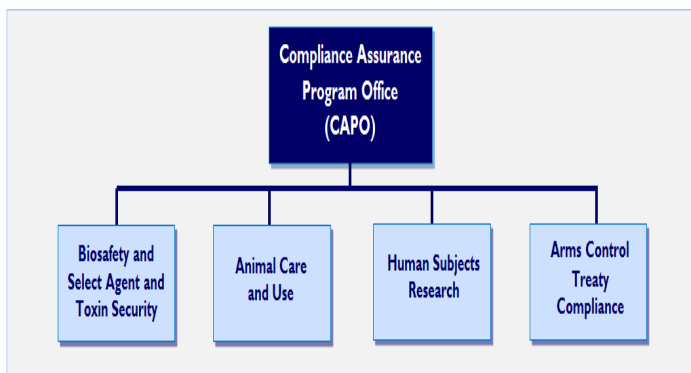 Compliance Assurance
Program Office
(CAPO)
Biosafety and
Select Agent and
Toxin Security
Animal Care
and Use
Human Subjects
Research
Arms Control
Treaty
Compliance